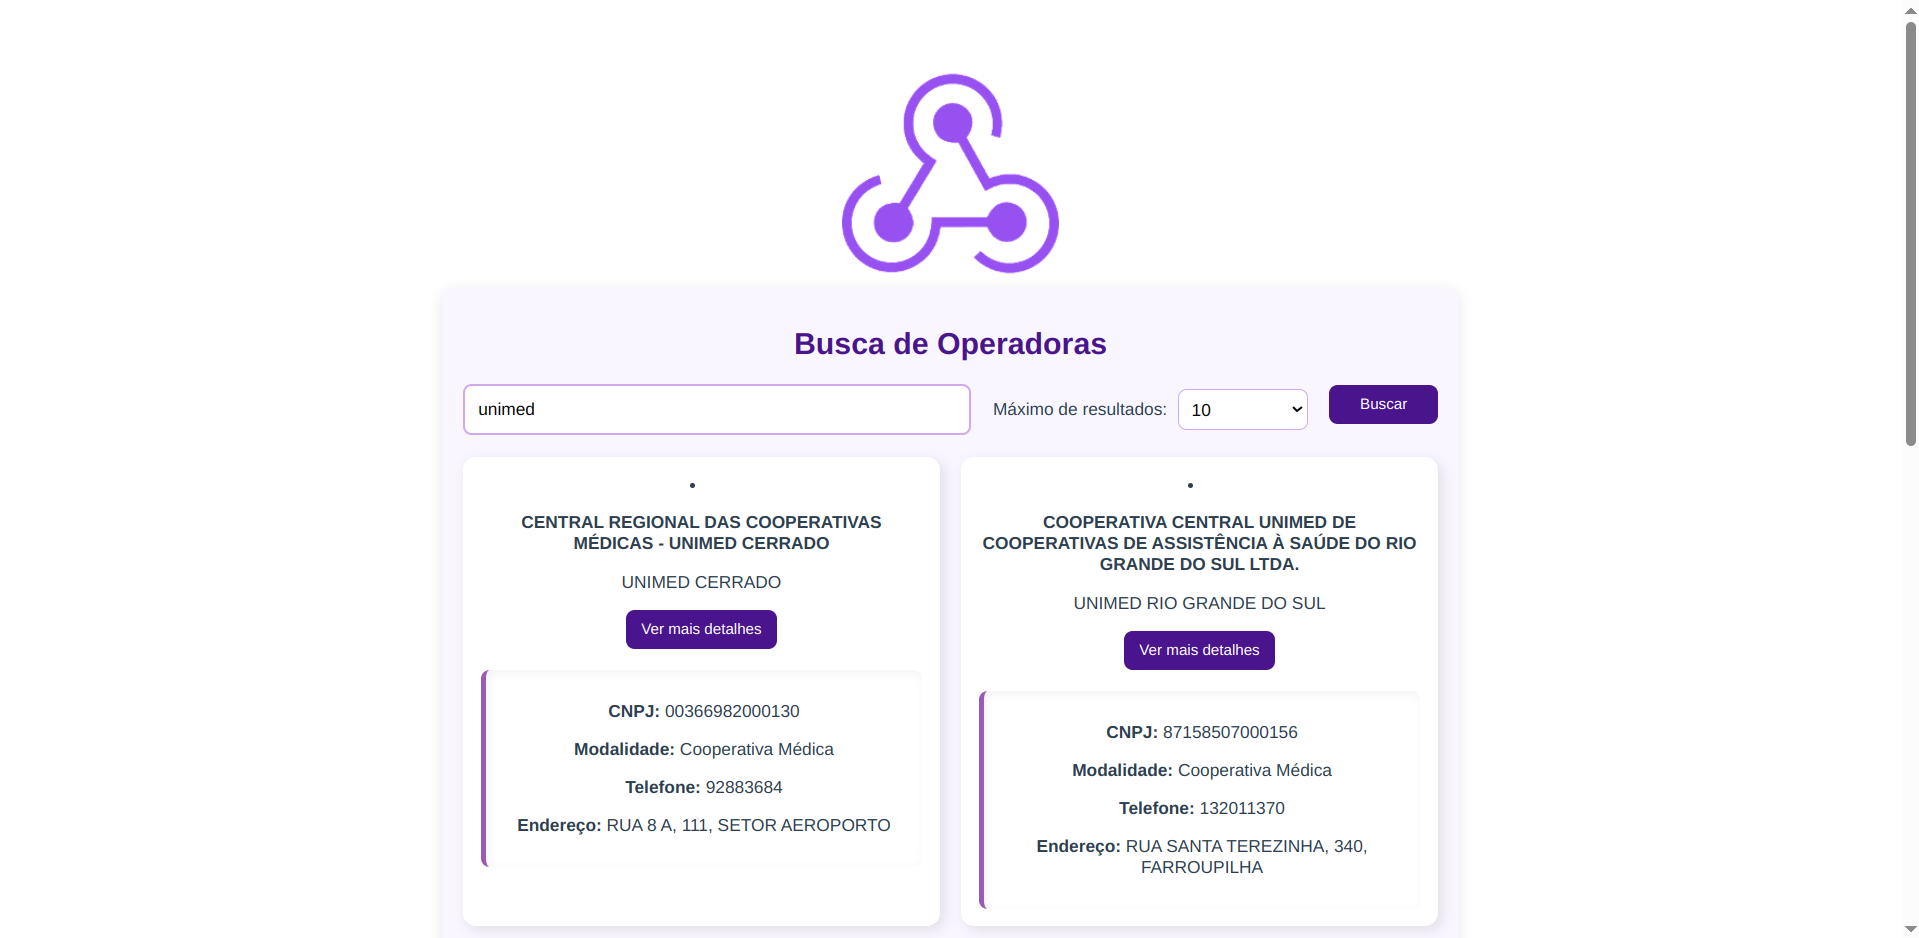 Busca de Operadoras
unimed
Máximo de resultados:
10
Buscar
CENTRAL REGIONAL DAS COOPERATIVAS
MÉDICAS - UNIMED CERRADO
UNIMED CERRADO
Ver mais detalhes
CNPJ: 00366982000130
Modalidade: Cooperativa Médica
Telefone: 92883684
Endereço: RUA 8 A, 111, SETOR AEROPORTO
COOPERATIVA CENTRAL UNIMED DE
COOPERATIVAS DE ASSISTÊNCIA À SAÚDE DO RIO
GRANDE DO SUL LTDA.
UNIMED RIO GRANDE DO SUL
Ver mais detalhes
CNPJ: 87158507000156
Modalidade: Cooperativa Médica
Telefone: 132011370
Endereço: RUA SANTA TEREZINHA, 340,
FARROUPILHA